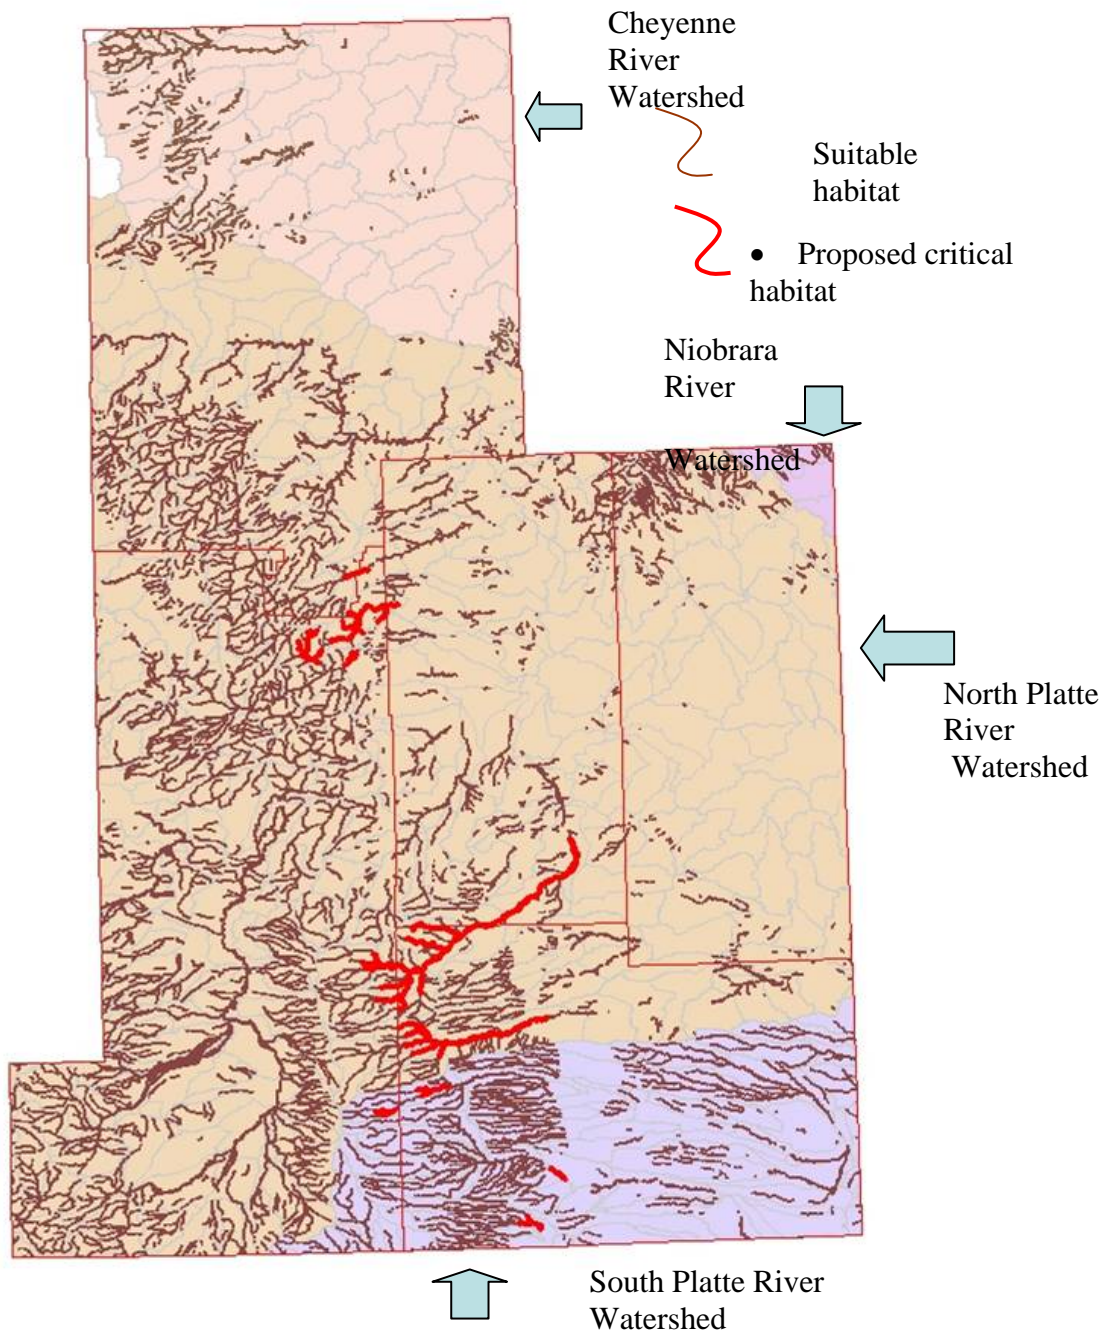 Cheyenne
River
Watershed
Suitable
habitat
• Proposed critical
habitat
Niobrara
River
Watershed
North Platte
River
Watershed
South Platte River
Watershed